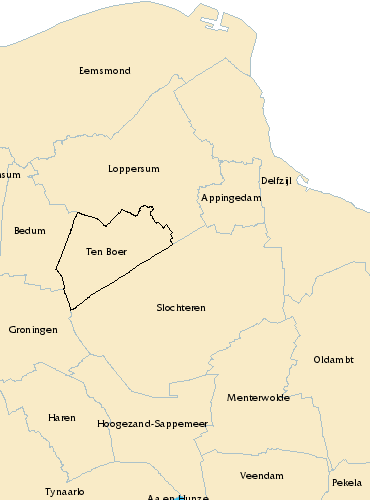 Eemsmond
Loppersum
nsum
Delfzijl
Appingedam
Bedum
Ten Boer
Slochteren
Groningen
Oldambt
Menterwolde
Haren
Hoogezand-Sappemeer
Veendam
Pekela
Tynaarlo
Aa en Hunze